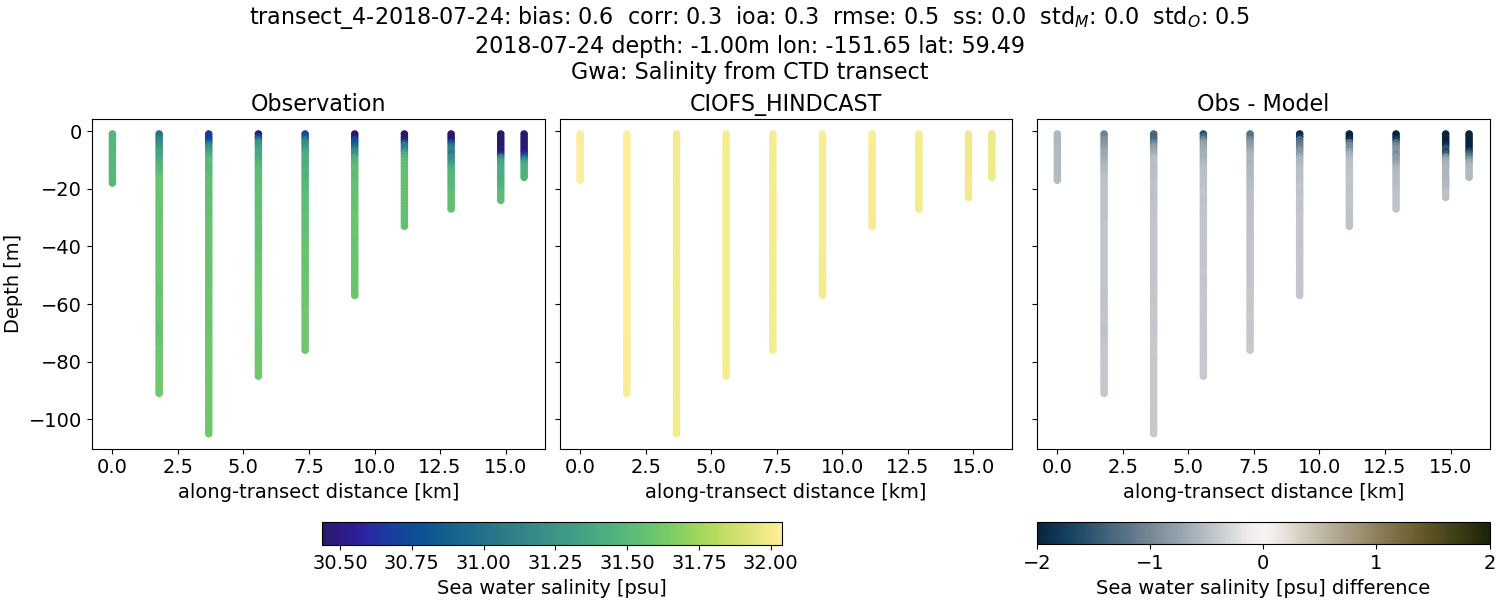 transect_4-2018-07-24: bias: 0.6 corr: 0.3 ioa: 0.3 rmse: 0.5 ss: 0.0 std_M: 0.0 std_O: 0.5
2018-07-24 depth: -1.00m lon: -151.65 lat: 59.49
Gwa: Salinity from CTD transect
Observation CIOFS_HINDCAST Obs - Model
0
−20
−40
−60
−80
−100
Depth [m]
0.0 2.5 5.0 7.5 10.0 12.5 15.0 0.0 2.5 5.0 7.5 10.0 12.5 15.0 0.0 2.5 5.0 7.5 10.0 12.5 15.0
along-transect distance [km] along-transect distance [km] along-transect distance [km]
30.50 30.75 31.00 31.25 31.50 31.75 32.00 −2 −1 0 1 2
Sea water salinity [psu] Sea water salinity [psu] difference